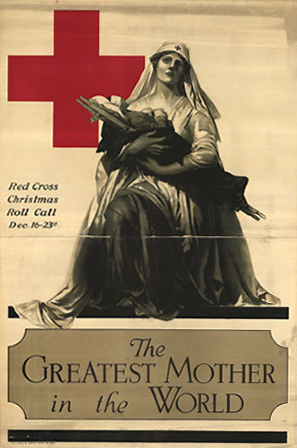 Red Cross
Christmas
Roll Call
Dec. 16-23rd
The
GREATEST MOTHER
in the WORLD